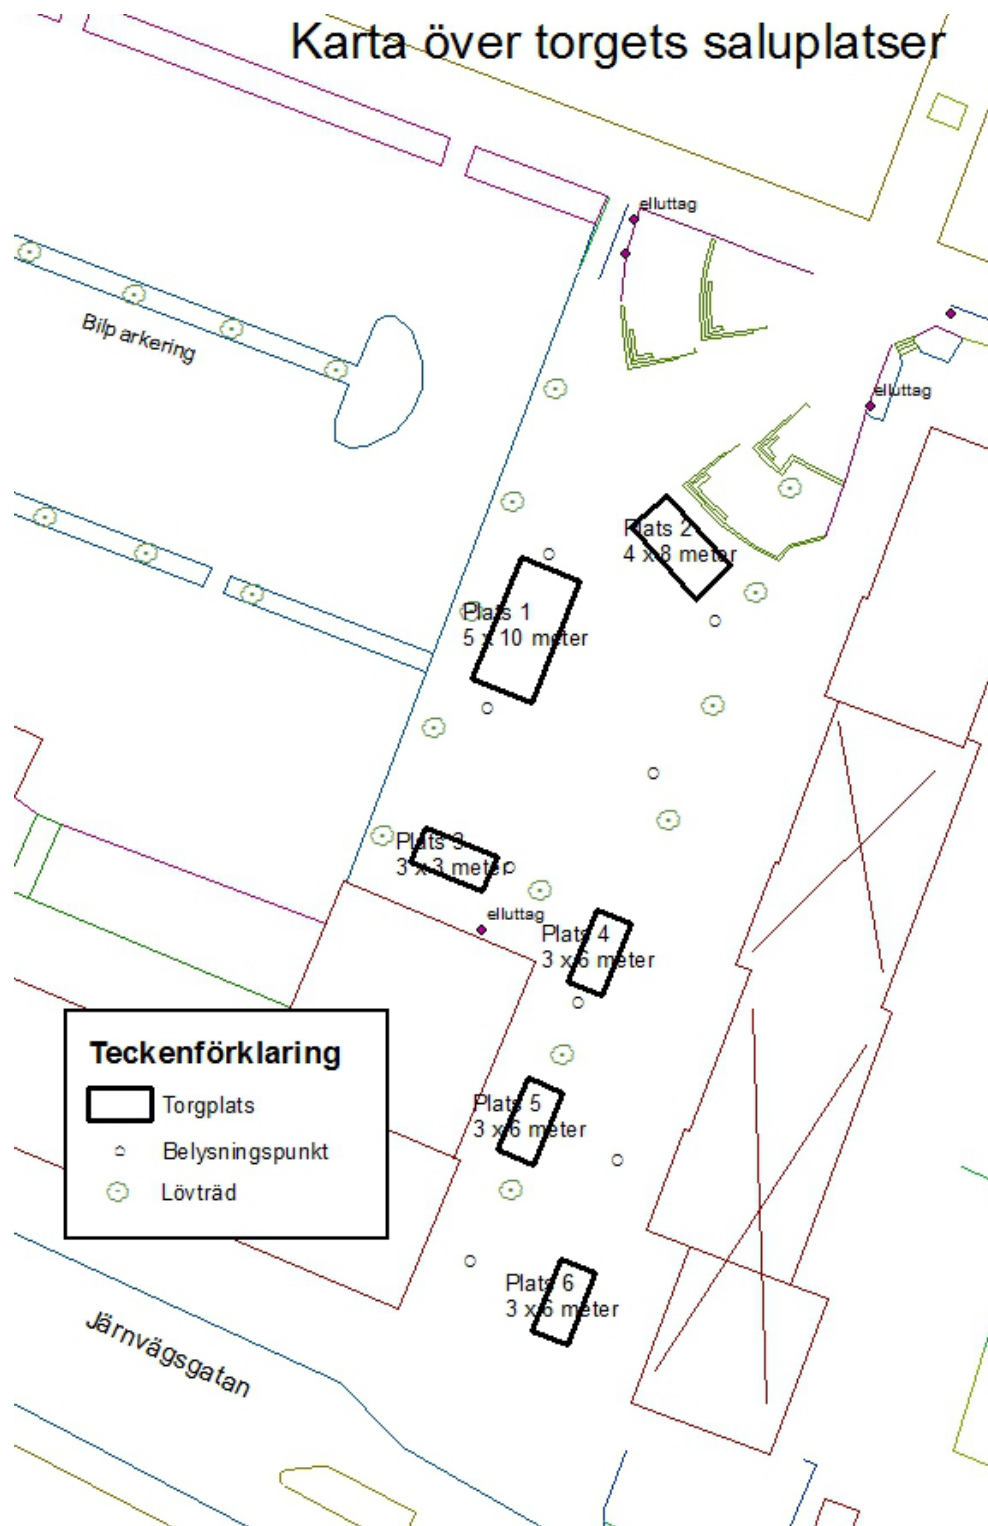 Karta över torgets saluplatser
elluttag
Bilparkering
elluttag
Plats 2
4 x 8 meter
Plats 1
5 x 10 meter
Plats 3
3 x 3 meter
elluttag
Plats 4
3 x 6 meter
Teckenförklaring
Torgplats
Belysningspunkt
Lövträd
Plats 5
3 x 6 meter
Plats 6
3 x 6 meter
Järnvägsgatan